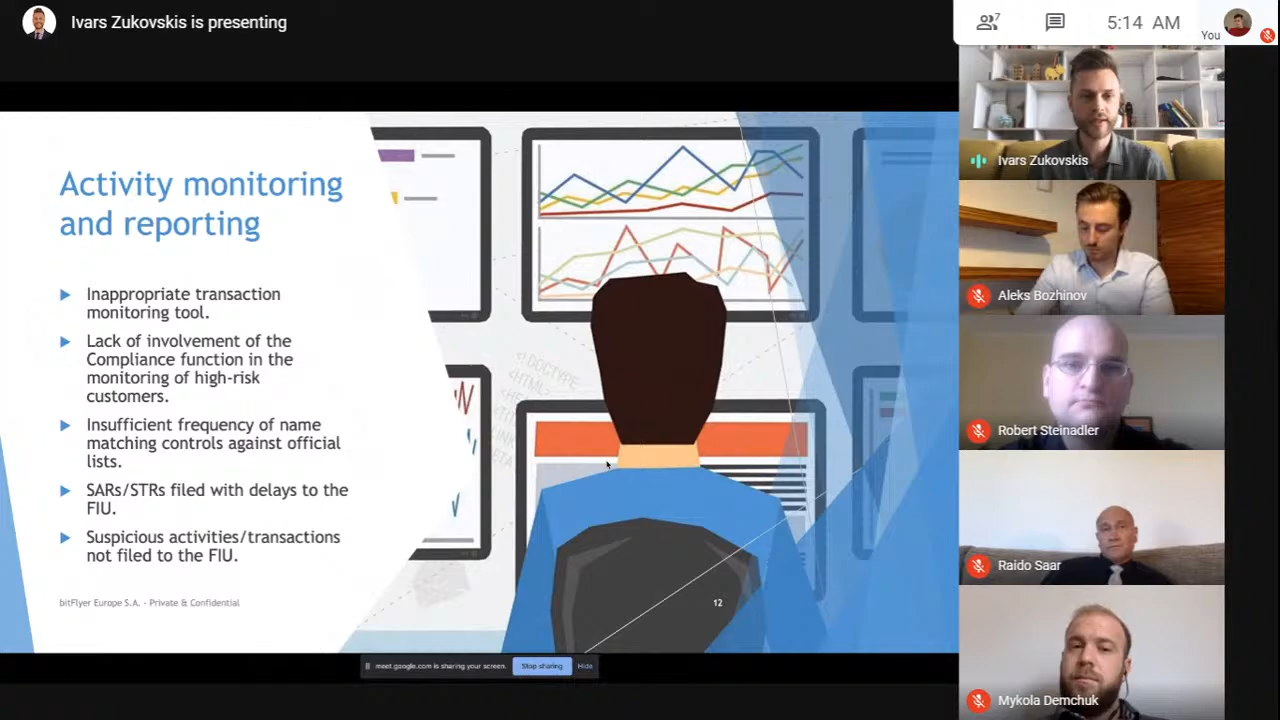 Ivars Zukovskis is presenting
7
5:14 AM
You
Activity monitoring
and reporting
Inappropriate transaction
monitoring tool.
Lack of involvement of the
Compliance function in the
monitoring of high-risk
customers.
Insufficient frequency of name
matching controls against official
lists.
SARs/STRs filed with delays to the
FIU.
Suspicious activities/transactions
not filed to the FIU.
bitFlyer Europe S.A. - Private & Confidential
12
<!DOCTYPE
<HTML>
meet.google.com is sharing your screen.
Stop sharing
Hide
Ivars Zukovskis
Aleks Bozhinov
Robert Steinadler
Raido Saar
Mykola Demchuk